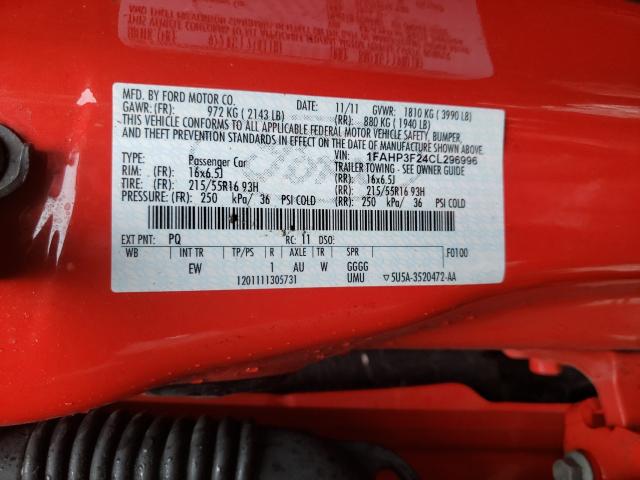 MFD. BY FORD MOTOR CO.
DATE: 11/11 GVWR: 1810 KG ( 3990 LB)
GAWR: (FR): 972 KG ( 2143 LB) (RR): 880 KG ( 1940 LB)
THIS VEHICLE CONFORMS TO ALL APPLICABLE FEDERAL MOTOR VEHICLE SAFETY, BUMPER,
AND THEFT PREVENTION STANDARDS IN EFFECT ON THE DATE OF MANUFACTURE SHOWN ABOVE.
VIN: 1FAHP3F24CL296996
TYPE: Passenger Car TRAILER TOWING - SEE OWNER GUIDE
RIM: (FR) 16x6.5J (RR): 16x6.5J
TIRE: (FR): 215/55R16 93H (RR): 215/55R16 93H
PRESSURE: (FR) 250 kPa/ 36 PSI COLD (RR): 250 kPa/ 36 PSI COLD
EXT PNT: PQ RC: 11 DSO: F0100
WB INT TR TP/PS R AXLE TR SPR
EW 1 AU W GGGG
1201111305731 UMU ▽5U5A-3520472-AA